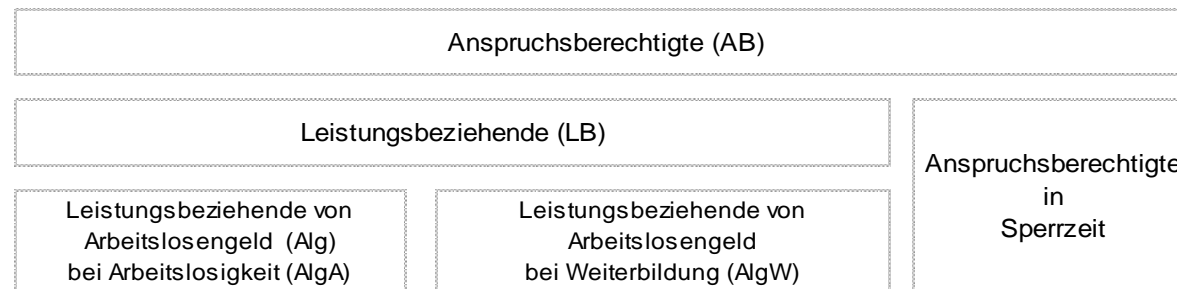 Anspruchsberechtigte (AB)
Leistungsbeziehende (LB)
Anspruchsberechtigte
in
Sperrzeit
Leistungsbeziehende von
Arbeitslosengeld (Alg)
bei Arbeitslosigkeit (AlgA)
Leistungsbeziehende von
Arbeitslosengeld
bei Weiterbildung (AlgW)